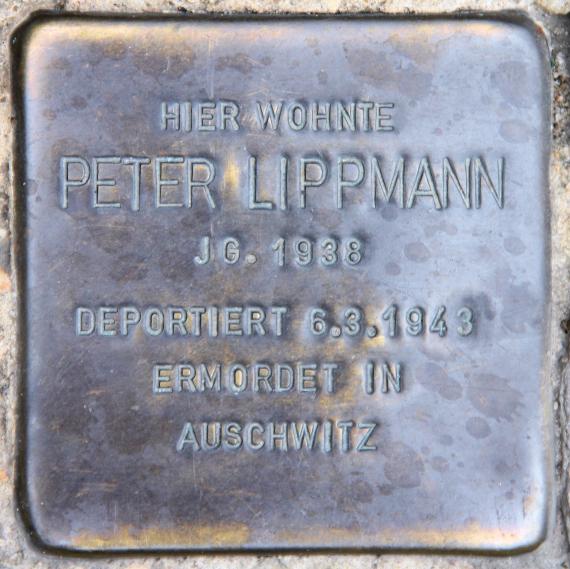 HIER WOHNTE
PETER LIPPMANN
JG. 1938
DEPORTIERT 6.3.1943
ERMORDET IN
AUSCHWITZ